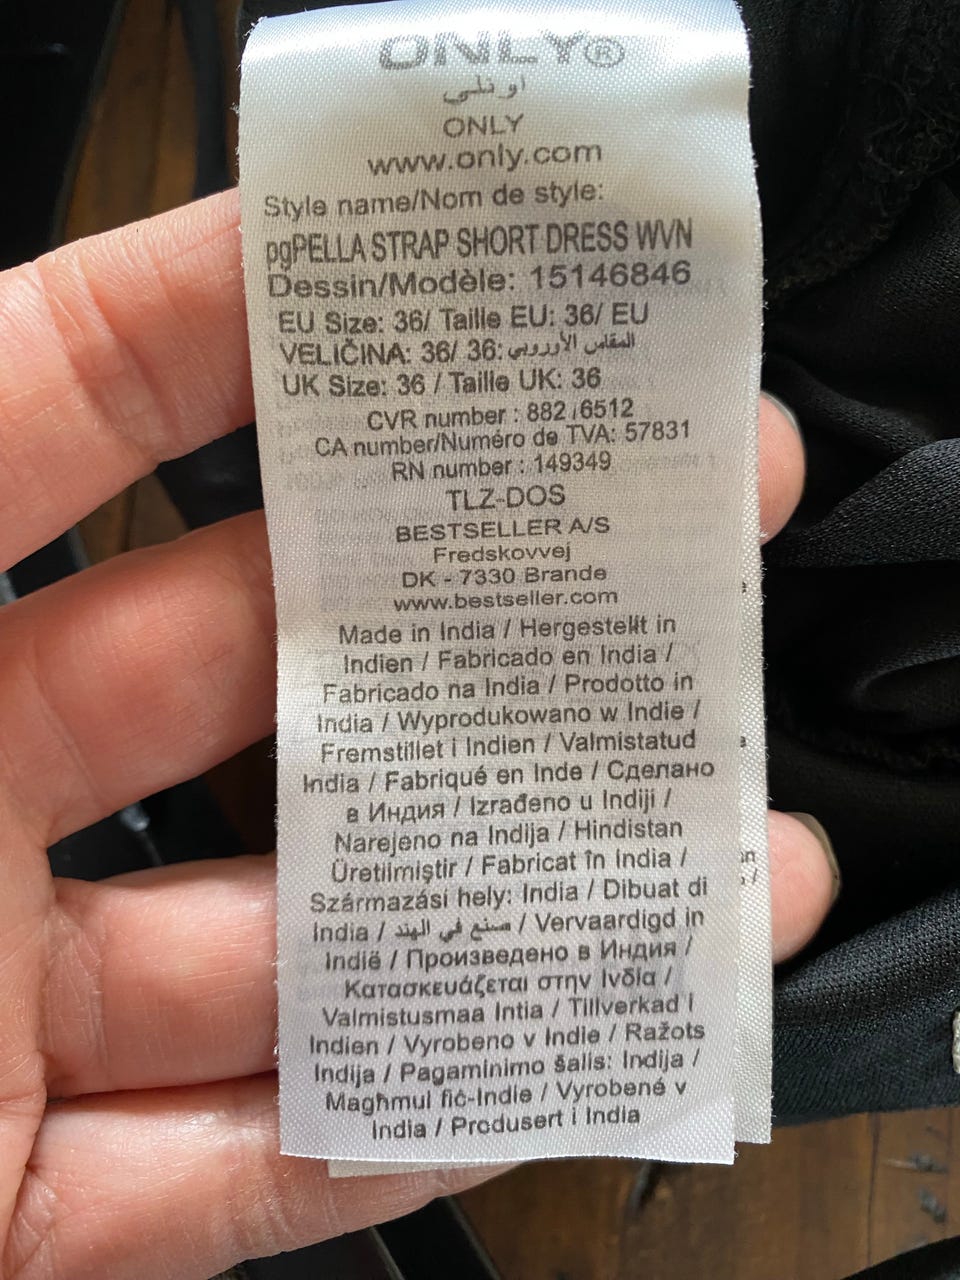 ONLY®
اونلي
ONLY
www.only.com
Style name/Nom de style:
pgPELLA STRAP SHORT DRESS WVN
Dessin/Modèle: 15146846
EU Size: 36/ Taille EU: 36/ EU
VELIČINA: 36/ 36: المقاس الأوروبي
UK Size: 36 / Taille UK: 36
CVR number : 882 6512
CA number/Numéro de TVA: 57831
RN number : 149349
TLZ-DOS
BESTSELLER A/S
Fredskovvej
DK - 7330 Brande
www.bestseller.com
Made in India / Hergestellt in
Indien / Fabricado en India /
Fabricado na India / Prodotto in
India / Wyprodukowano w Indie /
Fremstillet i Indien / Valmistatud
India / Fabriqué en Inde / Сделано
в Индия / Izrađeno u Indiji /
Narejeno na Indija / Hindistan
Üretilmiştir / Fabricat în India /
Származási hely: India / Dibuat di
India / صنع في الهند / Vervaardigd in
Indië / Произведено в Индия /
Κατασκευάζεται στην Ινδία /
Valmistusmaa Intia / Tillverkad i
Indien / Vyrobeno v Indie / Ražots
Indija / Pagaminimo šalis: Indija /
Magħmul fiċ-Indie / Vyrobené v
India / Produsert i India